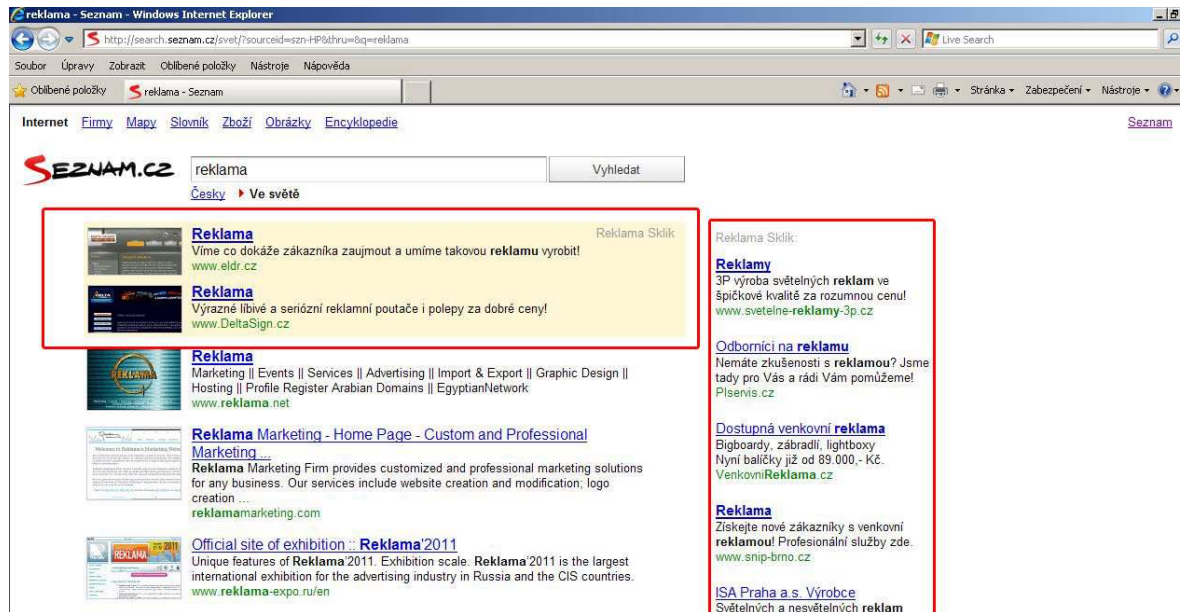 reklama - Seznam - Windows Internet Explorer
http://search.seznam.cz/svet/?sourceid=szn-HP&thru=&q=reklama
Live Search
Soubor Úpravy Zobrazit Oblíbené položky Nástroje Nápověda
Oblíbené položky reklama - Seznam Stránka Zabezpečení Nástroje
Internet Firmy Mapy Slovník Zboží Obrázky Encyklopedie Seznam
SEZNAM.CZ reklama Vyhledat
Česky Ve světě
Reklama Reklama Sklik
Víme co dokáže zákazníka zaujmout a umíme takovou reklamu vyrobit!
www.eldr.cz
Reklama
Výrazné líbivé a seriózní reklamní poutače i polepy za dobré ceny!
www.DeltaSign.cz
Reklama
Marketing || Events || Services || Advertising || Import & Export || Graphic Design ||
Hosting || Profile Register Arabian Domains || EgyptianNetwork
www.reklama.net
REKLAMA
Reklama Marketing - Home Page - Custom and Professional
Marketing ...
Reklama Marketing Firm provides customized and professional marketing solutions
for any business. Our services include website creation and modification; logo
creation ...
reklamamarketing.com
Official site of exhibition :: Reklama'2011
Unique features of Reklama'2011. Exhibition scale. Reklama'2011 is the largest
international exhibition for the advertising industry in Russia and the CIS countries.
www.reklama-expo.ru/en
REKLAMA 2011
Reklama Sklik:
Reklamy
3P výroba světelných reklam ve
špičkové kvalitě za rozumnou cenu!
www.svetelne-reklamy-3p.cz
Odborníci na reklamu
Nemáte zkušenosti s reklamou? Jsme
tady pro Vás a rádi Vám pomůžeme!
PIservis.cz
Dostupná venkovní reklama
Bigboardy, zábradlí, lightboxy
Nyní balíčky již od 89.000,- Kč.
VenkovniReklama.cz
Reklama
Získejte nové zákazníky s venkovní
reklamou! Profesionální služby zde.
www.snip-brno.cz
ISA Praha a.s. Výrobce
Světelných a nesvětelných reklam